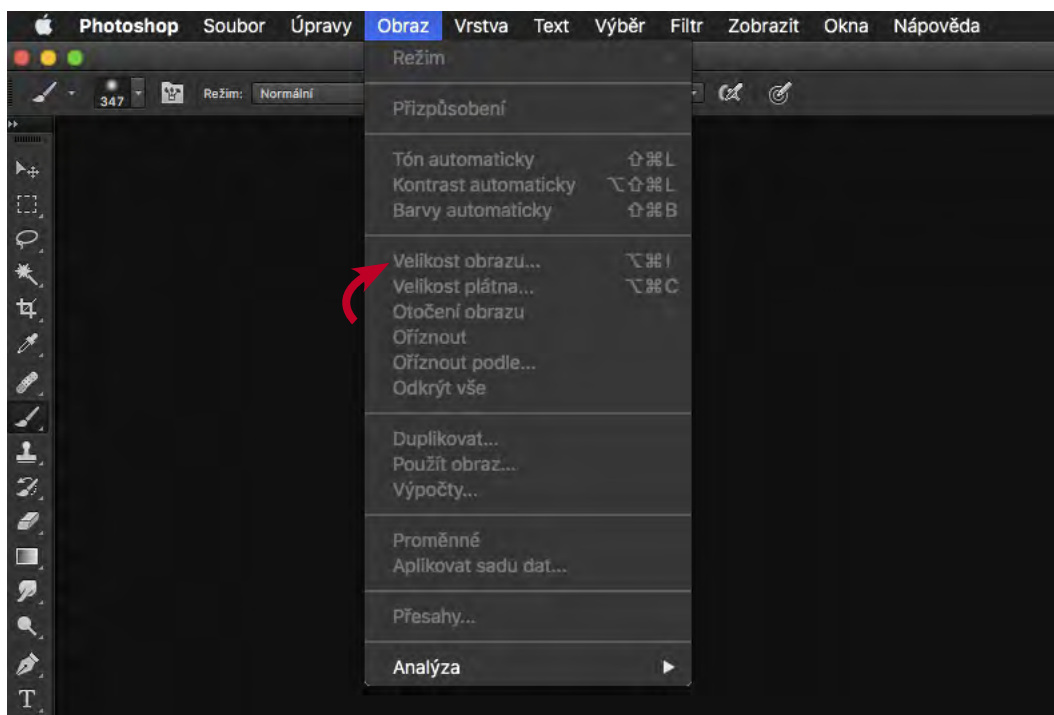 Photoshop Soubor Úpravy Obraz Vrstva Text Výběr Filtr Zobrazit Okna Nápověda
Režim
347 Režim: Normální
Přizpůsobení
Tón automaticky ⇧⌘L
Kontrast automaticky ⌥⇧⌘L
Barvy automaticky ⇧⌘B
Velikost obrazu... ⌥⌘I
Velikost plátna... ⌥⌘C
Otočení obrazu
Oříznout
Oříznout podle...
Odkrýt vše
Duplikovat...
Použít obraz...
Výpočty...
Proměnné
Aplikovat sadu dat...
Přesahy...
Analýza
T